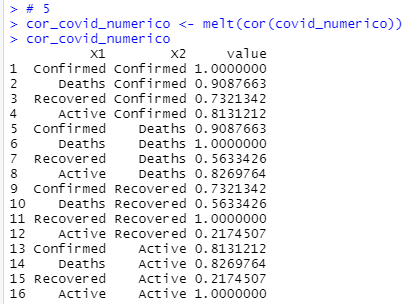 > # 5
> cor_covid_numerico <- melt(cor(covid_numerico))
> cor_covid_numerico
X1 X2 value
1 Confirmed Confirmed 1.0000000
2 Deaths Confirmed 0.9087663
3 Recovered Confirmed 0.7321342
4 Active Confirmed 0.8131212
5 Confirmed Deaths 0.9087663
6 Deaths Deaths 1.0000000
7 Recovered Deaths 0.5633426
8 Active Deaths 0.8269764
9 Confirmed Recovered 0.7321342
10 Deaths Recovered 0.5633426
11 Recovered Recovered 1.0000000
12 Active Recovered 0.2174507
13 Confirmed Active 0.8131212
14 Deaths Active 0.8269764
15 Recovered Active 0.2174507
16 Active Active 1.0000000